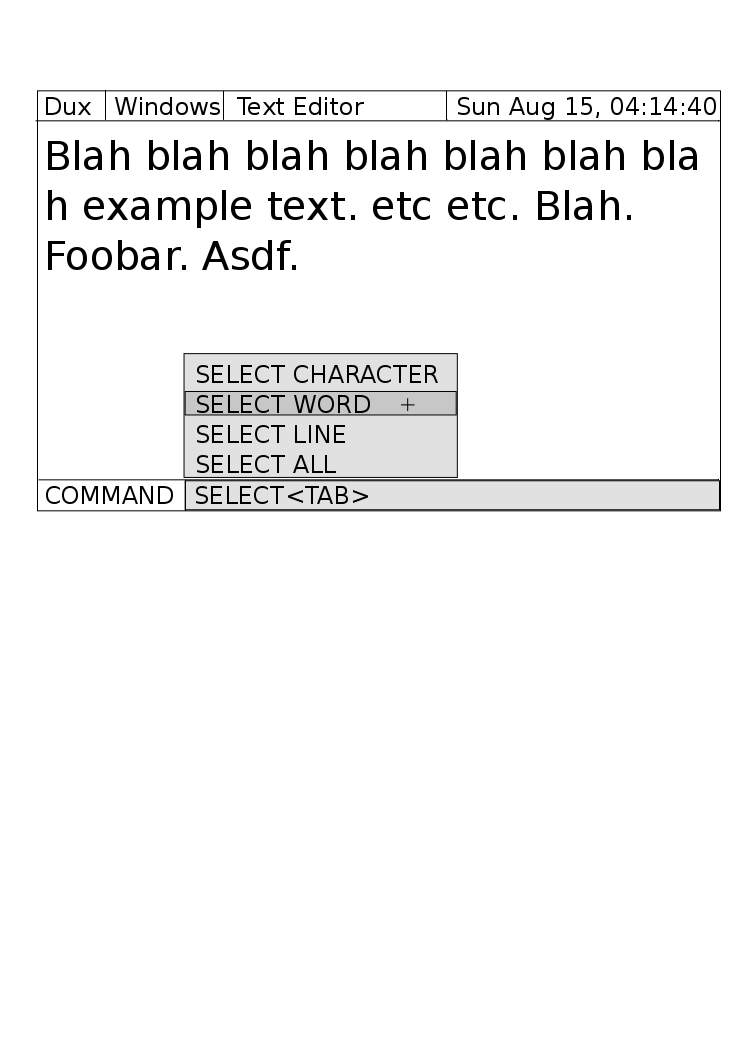 Dux Windows Text Editor Sun Aug 15, 04:14:40
Blah blah blah blah blah blah bla
h example text. etc etc. Blah.
Foobar. Asdf.
SELECT CHARACTER
SELECT WORD +
SELECT LINE
SELECT ALL
COMMAND SELECT<TAB>